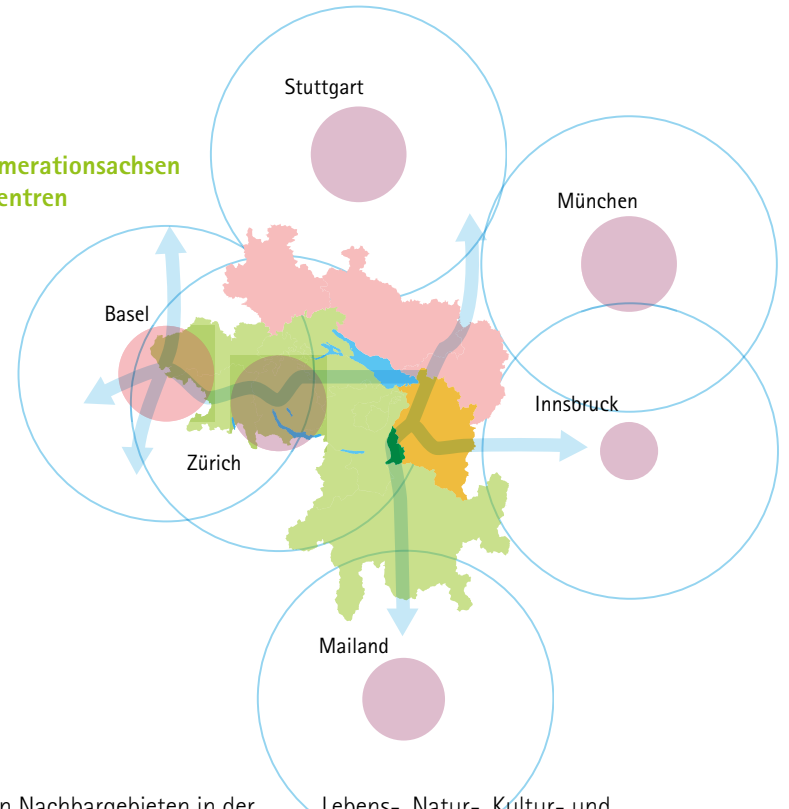 Stuttgart
merationsachsen
entren
München
Basel
Innsbruck
Zürich
Mailand
n Nachbargebieten in der
Lebens-, Natur-, Kultur- und